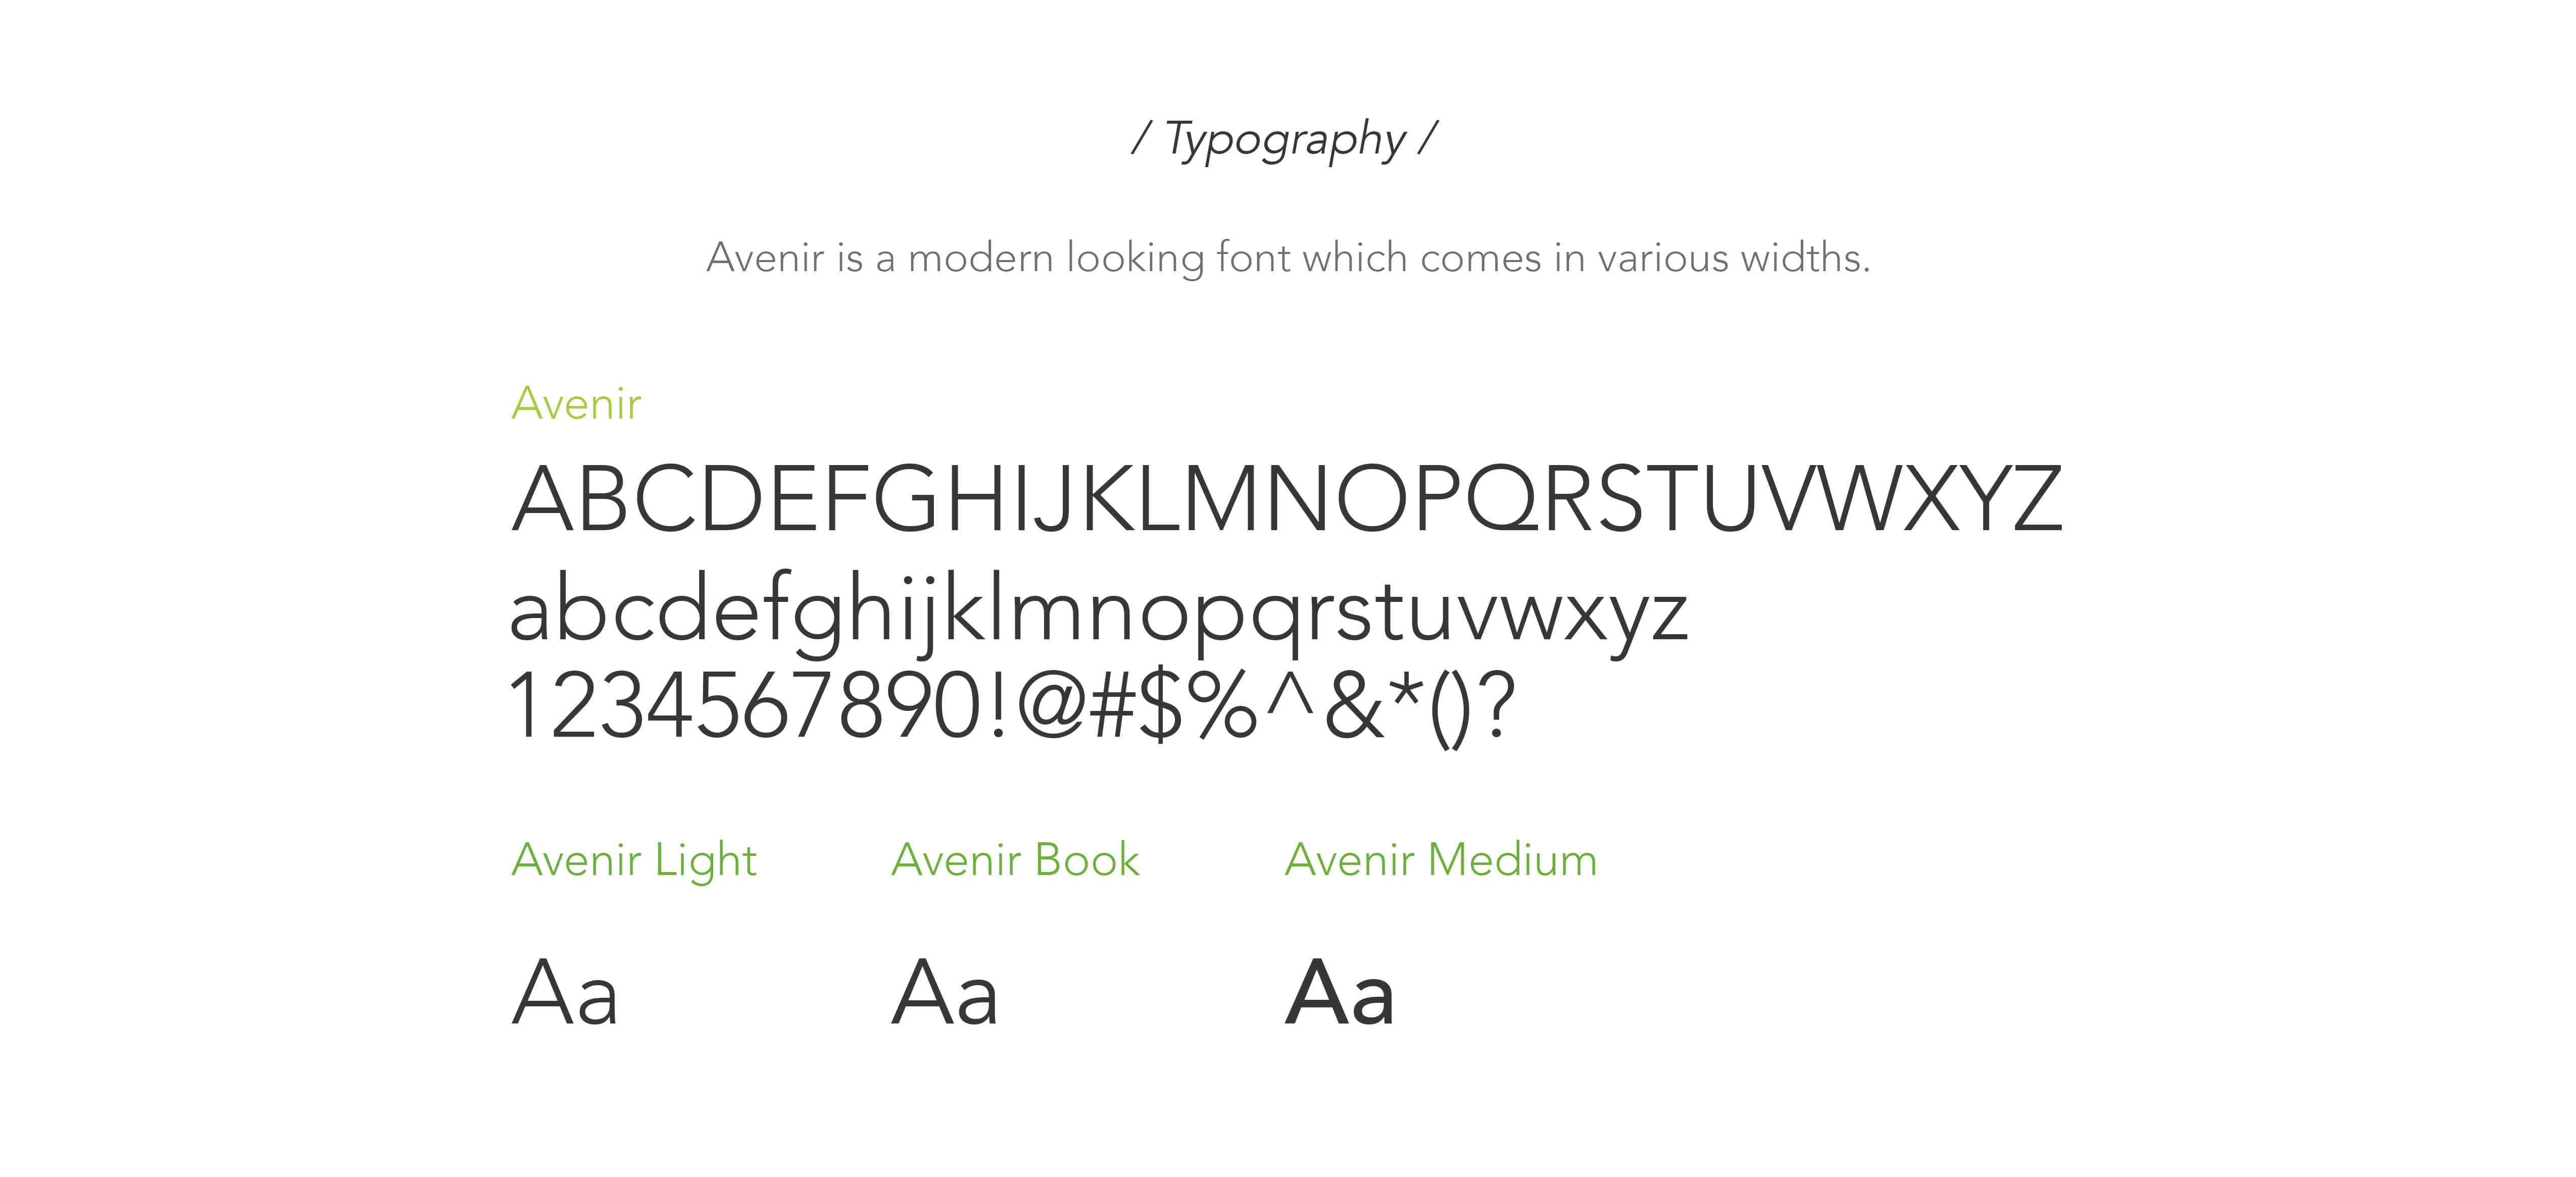 / Typography /
Avenir is a modern looking font which comes in various widths.
Avenir
ABCDEFGHIJKLMNOPQRSTUVWXYZ
abcdefghijklmnopqrstuvwxyz
1234567890!@#$%^&*()?
Avenir Light Avenir Book Avenir Medium
Aa Aa Aa